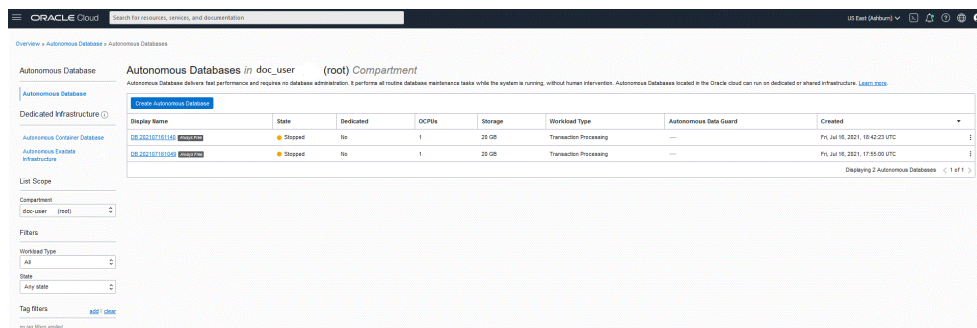 ORACLE Cloud
Search for resources, services, and documentation
US East (Ashburn)
Overview » Autonomous Database » Autonomous Databases
Autonomous Database
Autonomous Database
Dedicated Infrastructure
Autonomous Container Database
Autonomous Exadata
Infrastructure
List Scope
Compartment
doc-user (root)
Filters
Workload Type
All
State
Any state
Tag filters add | clear
no tag filters applied
Autonomous Databases in doc_user (root) Compartment
Autonomous Database delivers fast performance and requires no database administration. It performs all routine database maintenance tasks while the system is running, without human intervention. Autonomous Databases located in the Oracle cloud can run on dedicated or shared infrastructure. Learn more.
Create Autonomous Database
Display Name State Dedicated OCPUs Storage Workload Type Autonomous Data Guard Created
DB 202107161149 Always Free Stopped No 1 20 GB Transaction Processing — Fri, Jul 16, 2021, 18:42:23 UTC
DB 202107161049 Always Free Stopped No 1 20 GB Transaction Processing — Fri, Jul 16, 2021, 17:55:00 UTC
Displaying 2 Autonomous Databases < 1 of 1 >